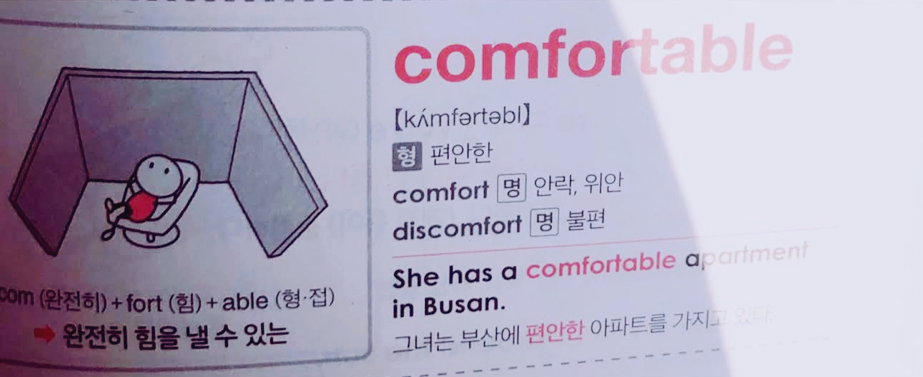 comfortable
【kʌ́mfərtəbl】
형 편안한
comfort 명 안락, 위안
discomfort 명 불편
She has a comfortable apartment
in Busan.
그녀는 부산에 편안한 아파트를 가지고 있다.
com (완전히) + fort (힘) + able (형·접)
➡ 완전히 힘을 낼 수 있는